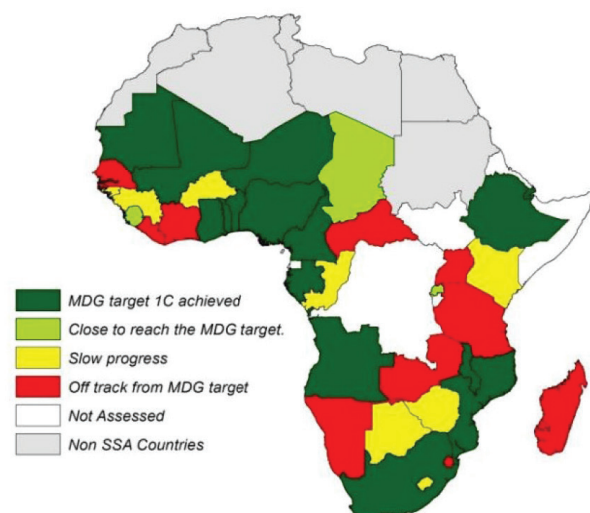 MDG target 1C achieved
Close to reach the MDG target.
Slow progress
Off track from MDG target
Not Assessed
Non SSA Countries